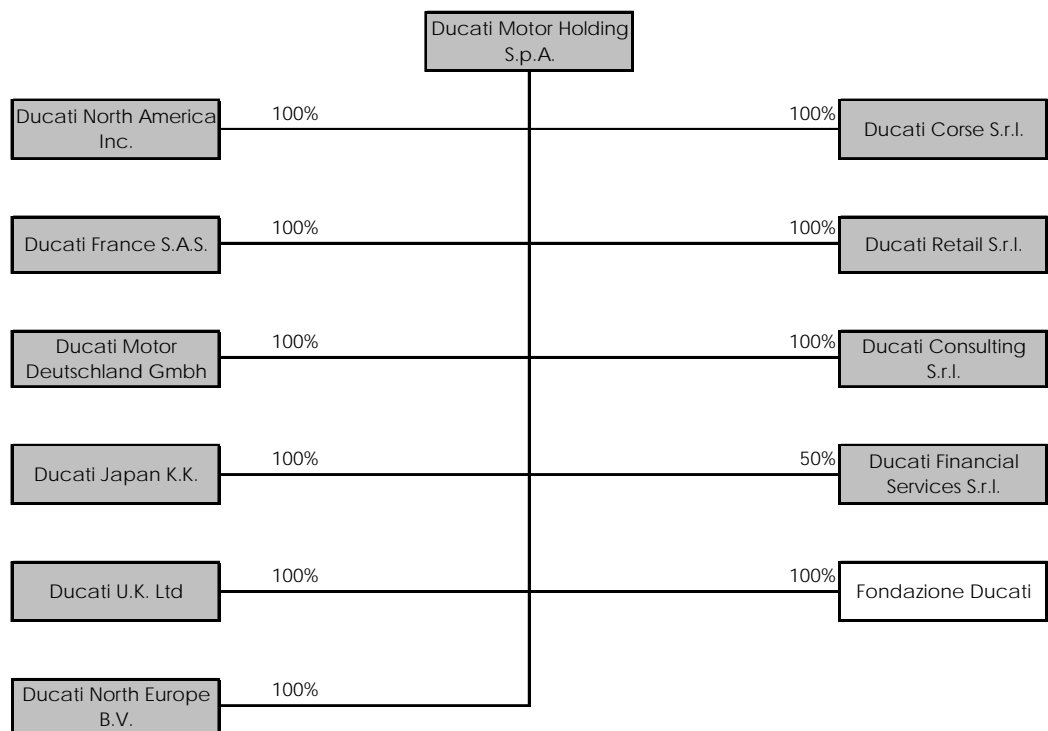 Ducati Motor Holding
S.p.A.
Ducati North America
Inc.
100%
100%
Ducati Corse S.r.l.
Ducati France S.A.S.
100%
100%
Ducati Retail S.r.l.
Ducati Motor
Deutschland Gmbh
100%
100%
Ducati Consulting
S.r.l.
Ducati Japan K.K.
100%
50%
Ducati Financial
Services S.r.l.
Ducati U.K. Ltd
100%
100%
Fondazione Ducati
Ducati North Europe
B.V.
100%